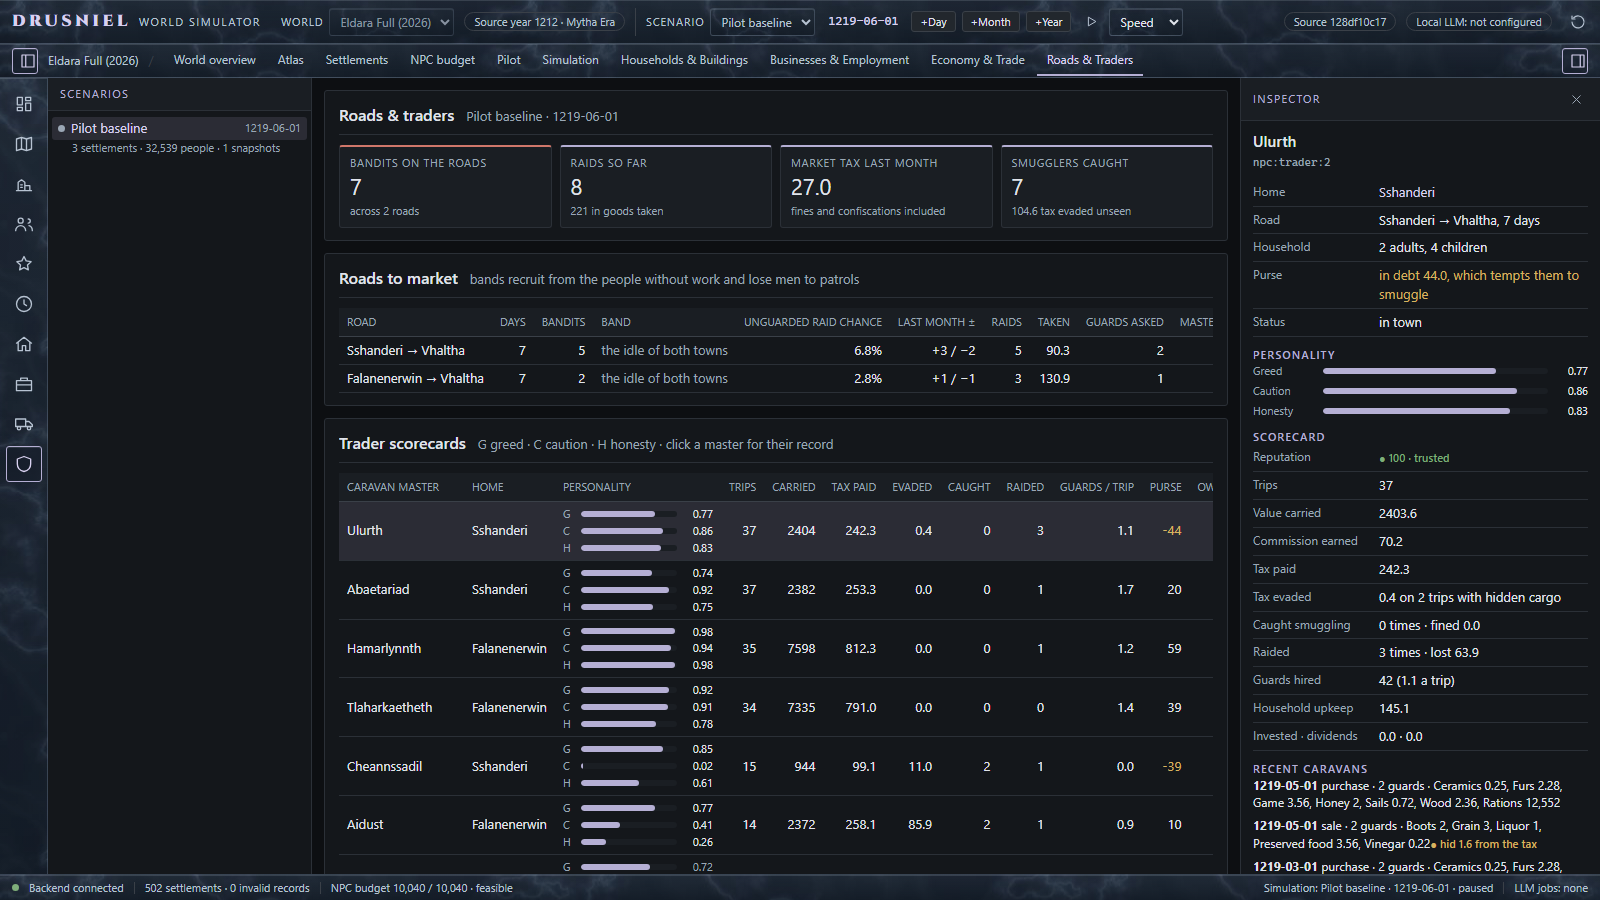 DRUSNIEL WORLD SIMULATOR WORLD Eldara Full (2026) Source year 1212 · Mytha Era SCENARIO Pilot baseline 1219-06-01 +Day +Month +Year Speed Source 128df10c17 Local LLM: not configured
Eldara Full (2026) / World overview Atlas Settlements NPC budget Pilot Simulation Households & Buildings Businesses & Employment Economy & Trade Roads & Traders
SCENARIOS
Pilot baseline 1219-06-01
3 settlements · 32,539 people · 1 snapshots
Roads & traders Pilot baseline · 1219-06-01
BANDITS ON THE ROADS
7
across 2 roads
RAIDS SO FAR
8
221 in goods taken
MARKET TAX LAST MONTH
27.0
fines and confiscations included
SMUGGLERS CAUGHT
7
104.6 tax evaded unseen
Roads to market bands recruit from the people without work and lose men to patrols
ROAD DAYS BANDITS BAND UNGUARDED RAID CHANCE LAST MONTH ± RAIDS TAKEN GUARDS ASKED MASTE
Sshanderi → Vhaltha 7 5 the idle of both towns 6.8% +3 / −2 5 90.3 2
Falanenerwin → Vhaltha 7 2 the idle of both towns 2.8% +1 / −1 3 130.9 1
Trader scorecards G greed · C caution · H honesty · click a master for their record
CARAVAN MASTER HOME PERSONALITY TRIPS CARRIED TAX PAID EVADED CAUGHT RAIDED GUARDS / TRIP PURSE OW
G 0.77
Ulurth Sshanderi C 0.86 37 2404 242.3 0.4 0 3 1.1 -44
H 0.83
G 0.74
Abaetariad Sshanderi C 0.92 37 2382 253.3 0.0 0 1 1.7 20
H 0.75
G 0.98
Hamarlynnth Falanenerwin C 0.94 35 7598 812.3 0.0 0 1 1.2 59
H 0.98
G 0.92
Tlaharkaetheth Falanenerwin C 0.91 34 7335 791.0 0.0 0 0 1.4 39
H 0.78
G 0.85
Cheannssadil Sshanderi C 0.02 15 944 99.1 11.0 2 1 0.0 -39
H 0.61
G 0.77
Aidust Falanenerwin C 0.41 14 2372 258.1 85.9 2 1 0.9 10
H 0.26
G 0.72
INSPECTOR
Ulurth
npc:trader:2
Home Sshanderi
Road Sshanderi → Vhaltha, 7 days
Household 2 adults, 4 children
Purse in debt 44.0, which tempts them to
smuggle
Status in town
PERSONALITY
Greed 0.77
Caution 0.86
Honesty 0.83
SCORECARD
Reputation 100 · trusted
Trips 37
Value carried 2403.6
Commission earned 70.2
Tax paid 242.3
Tax evaded 0.4 on 2 trips with hidden cargo
Caught smuggling 0 times · fined 0.0
Raided 3 times · lost 63.9
Guards hired 42 (1.1 a trip)
Household upkeep 145.1
Invested · dividends 0.0 · 0.0
RECENT CARAVANS
1219-05-01 purchase · 2 guards · Ceramics 0.25, Furs 2.28,
Game 3.56, Honey 2, Sails 0.72, Wood 2.36, Rations 12,552
1219-05-01 sale · 2 guards · Boots 2, Grain 3, Liquor 1,
Preserved food 3.56, Vinegar 0.22 hid 1.6 from the tax
1219-03-01 purchase · 2 guards · Ceramics 0.25, Furs 2.28,
Backend connected 502 settlements · 0 invalid records NPC budget 10,040 / 10,040 · feasible Simulation: Pilot baseline · 1219-06-01 · paused LLM jobs: none